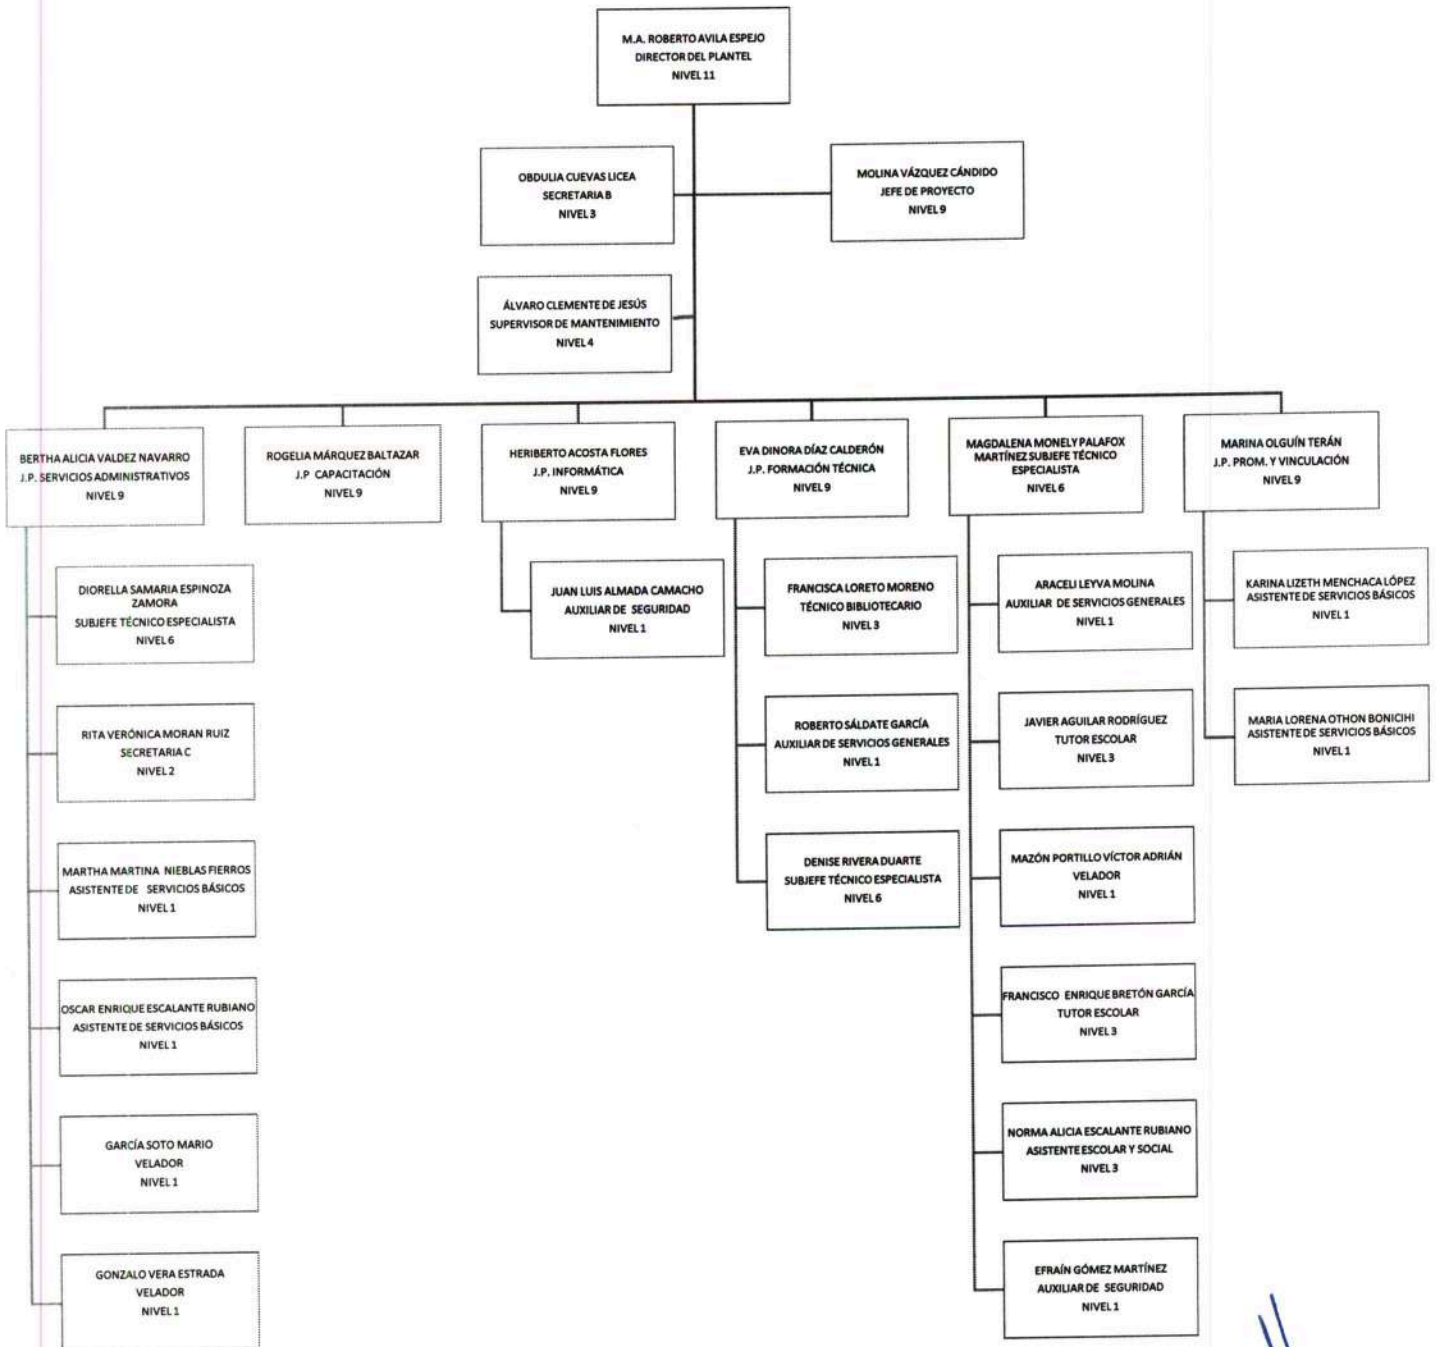 M.A. ROBERTO AVILA ESPEJO
DIRECTOR DEL PLANTEL
NIVEL 11
OBDULIA CUEVAS LICEA
SECRETARIA B
NIVEL 3
MOLINA VÁZQUEZ CÁNDIDO
JEFE DE PROYECTO
NIVEL 9
ÁLVARO CLEMENTE DE JESÚS
SUPERVISOR DE MANTENIMIENTO
NIVEL 4
BERTHA ALICIA VALDEZ NAVARRO
J.P. SERVICIOS ADMINISTRATIVOS
NIVEL 9
ROGELIA MÁRQUEZ BALTAZAR
J.P CAPACITACIÓN
NIVEL 9
HERIBERTO ACOSTA FLORES
J.P. INFORMÁTICA
NIVEL 9
EVA DINORA DÍAZ CALDERÓN
J.P. FORMACIÓN TÉCNICA
NIVEL 9
MAGDALENA MONELY PALAFOX
MARTÍNEZ SUBJEFE TÉCNICO
ESPECIALISTA
NIVEL 6
MARINA OLGUÍN TERÁN
J.P. PROM. Y VINCULACIÓN
NIVEL 9
DIORELLA SAMARIA ESPINOZA
ZAMORA
SUBJEFE TÉCNICO ESPECIALISTA
NIVEL 6
RITA VERÓNICA MORAN RUIZ
SECRETARIA C
NIVEL 2
MARTHA MARTINA NIEBLAS FIERROS
ASISTENTE DE SERVICIOS BÁSICOS
NIVEL 1
OSCAR ENRIQUE ESCALANTE RUBIANO
ASISTENTE DE SERVICIOS BÁSICOS
NIVEL 1
GARCÍA SOTO MARIO
VELADOR
NIVEL 1
GONZALO VERA ESTRADA
VELADOR
NIVEL 1
JUAN LUIS ALMADA CAMACHO
AUXILIAR DE SEGURIDAD
NIVEL 1
FRANCISCA LORETO MORENO
TÉCNICO BIBLIOTECARIO
NIVEL 3
ROBERTO SÁLDATE GARCÍA
AUXILIAR DE SERVICIOS GENERALES
NIVEL 1
DENISE RIVERA DUARTE
SUBJEFE TÉCNICO ESPECIALISTA
NIVEL 6
ARACELI LEYVA MOLINA
AUXILIAR DE SERVICIOS GENERALES
NIVEL 1
JAVIER AGUILAR RODRÍGUEZ
TUTOR ESCOLAR
NIVEL 3
MAZÓN PORTILLO VÍCTOR ADRIÁN
VELADOR
NIVEL 1
FRANCISCO ENRIQUE BRETÓN GARCÍA
TUTOR ESCOLAR
NIVEL 3
NORMA ALICIA ESCALANTE RUBIANO
ASISTENTE ESCOLAR Y SOCIAL
NIVEL 3
EFRAÍN GÓMEZ MARTÍNEZ
AUXILIAR DE SEGURIDAD
NIVEL 1
KARINA LIZETH MENCHACA LÓPEZ
ASISTENTE DE SERVICIOS BÁSICOS
NIVEL 1
MARIA LORENA OTHON BONICIHI
ASISTENTE DE SERVICIOS BÁSICOS
NIVEL 1